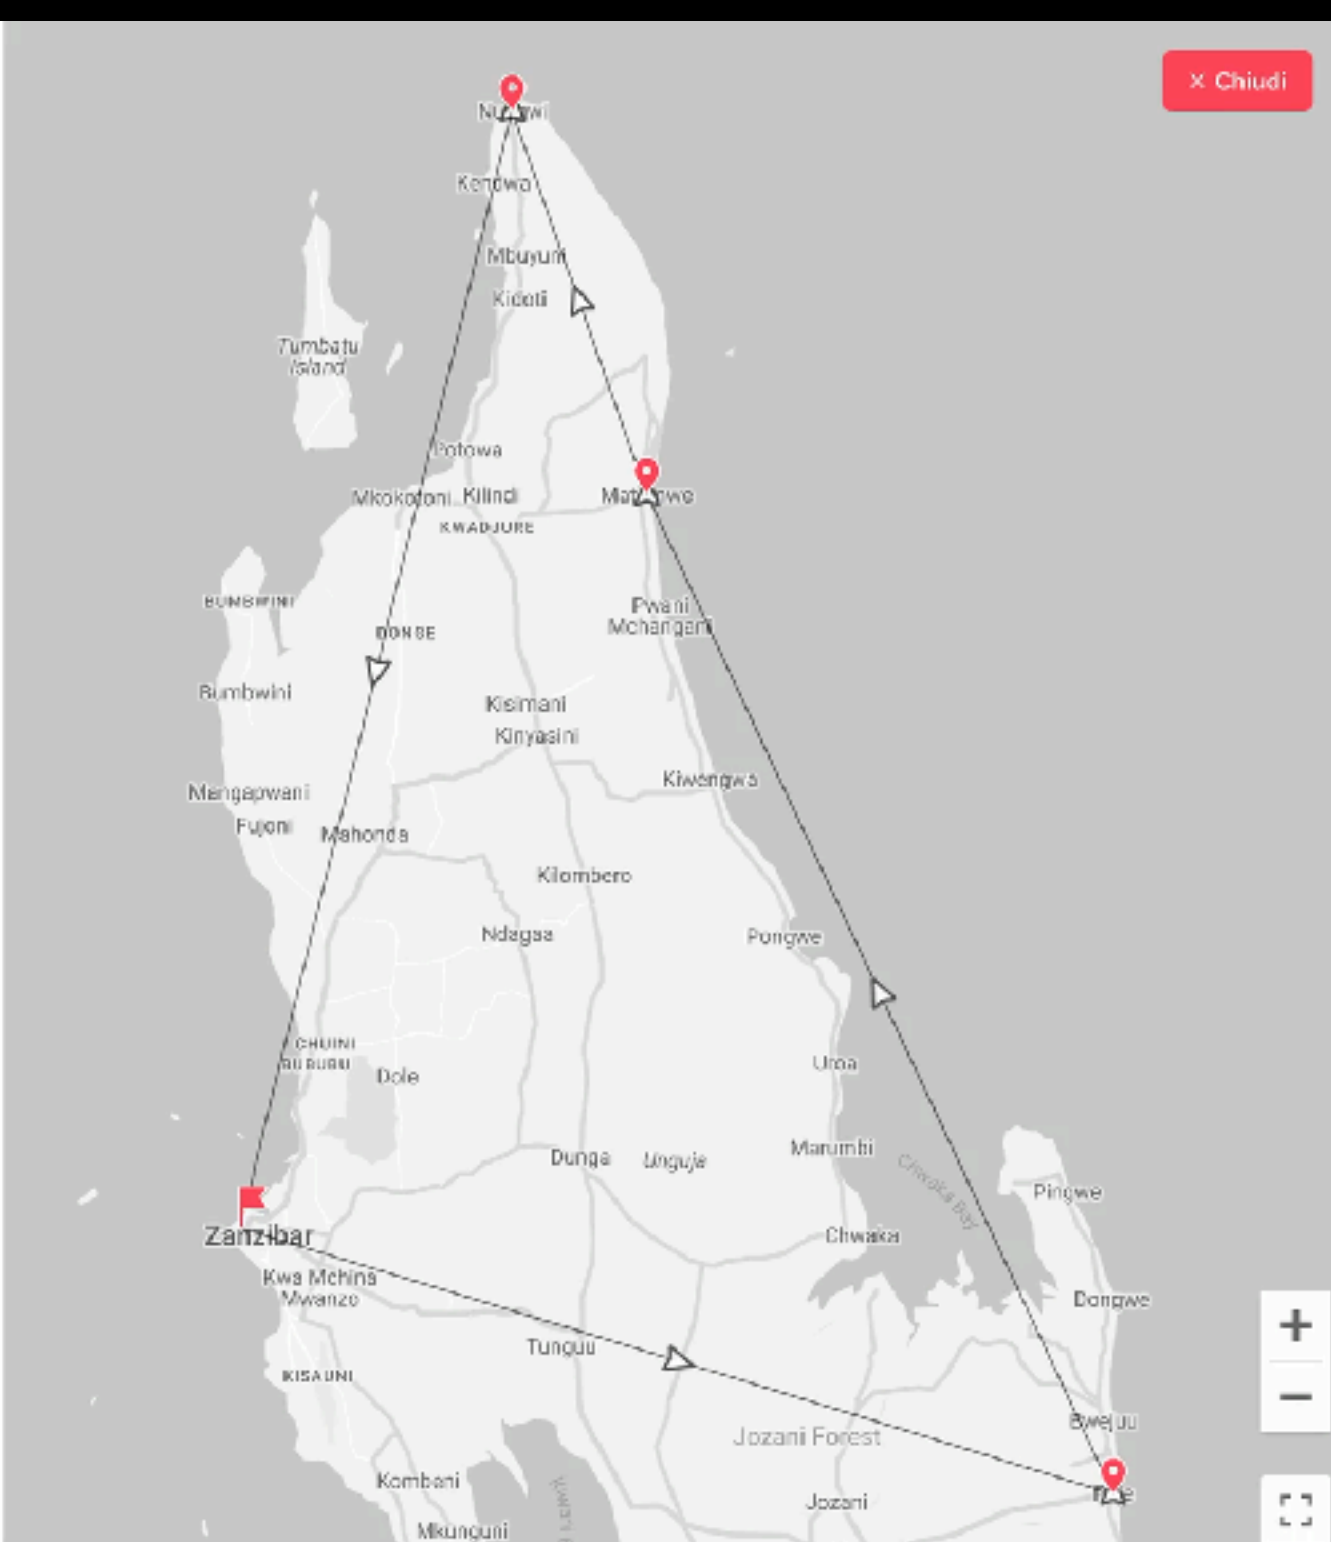 × Chiudi
Kendwa
Mbuyuni
Kidoti
Tumbatu
Island
Potowa
Mkokotoni
Kilindi
KWADJURE
BUMBWINI
Pwani
Mchangani
DONGE
Bumbwini
Kisimani
Kinyasini
Kiwengwa
Mangapwani
Fujoni
Mahonda
Kilombero
Ndagaa
Pongwe
CHUINI
BUBUBU
Dole
Uroa
Marumbi
Dunga
Unguja
Chwaka Bay
Pingwe
Zanzibar
Chwaka
Kwa Mchina
Mwanzo
Dongwe
Tunguu
KISAUNI
Bwejuu
Jozani Forest
Kombeni
Jozani
Mkunguni